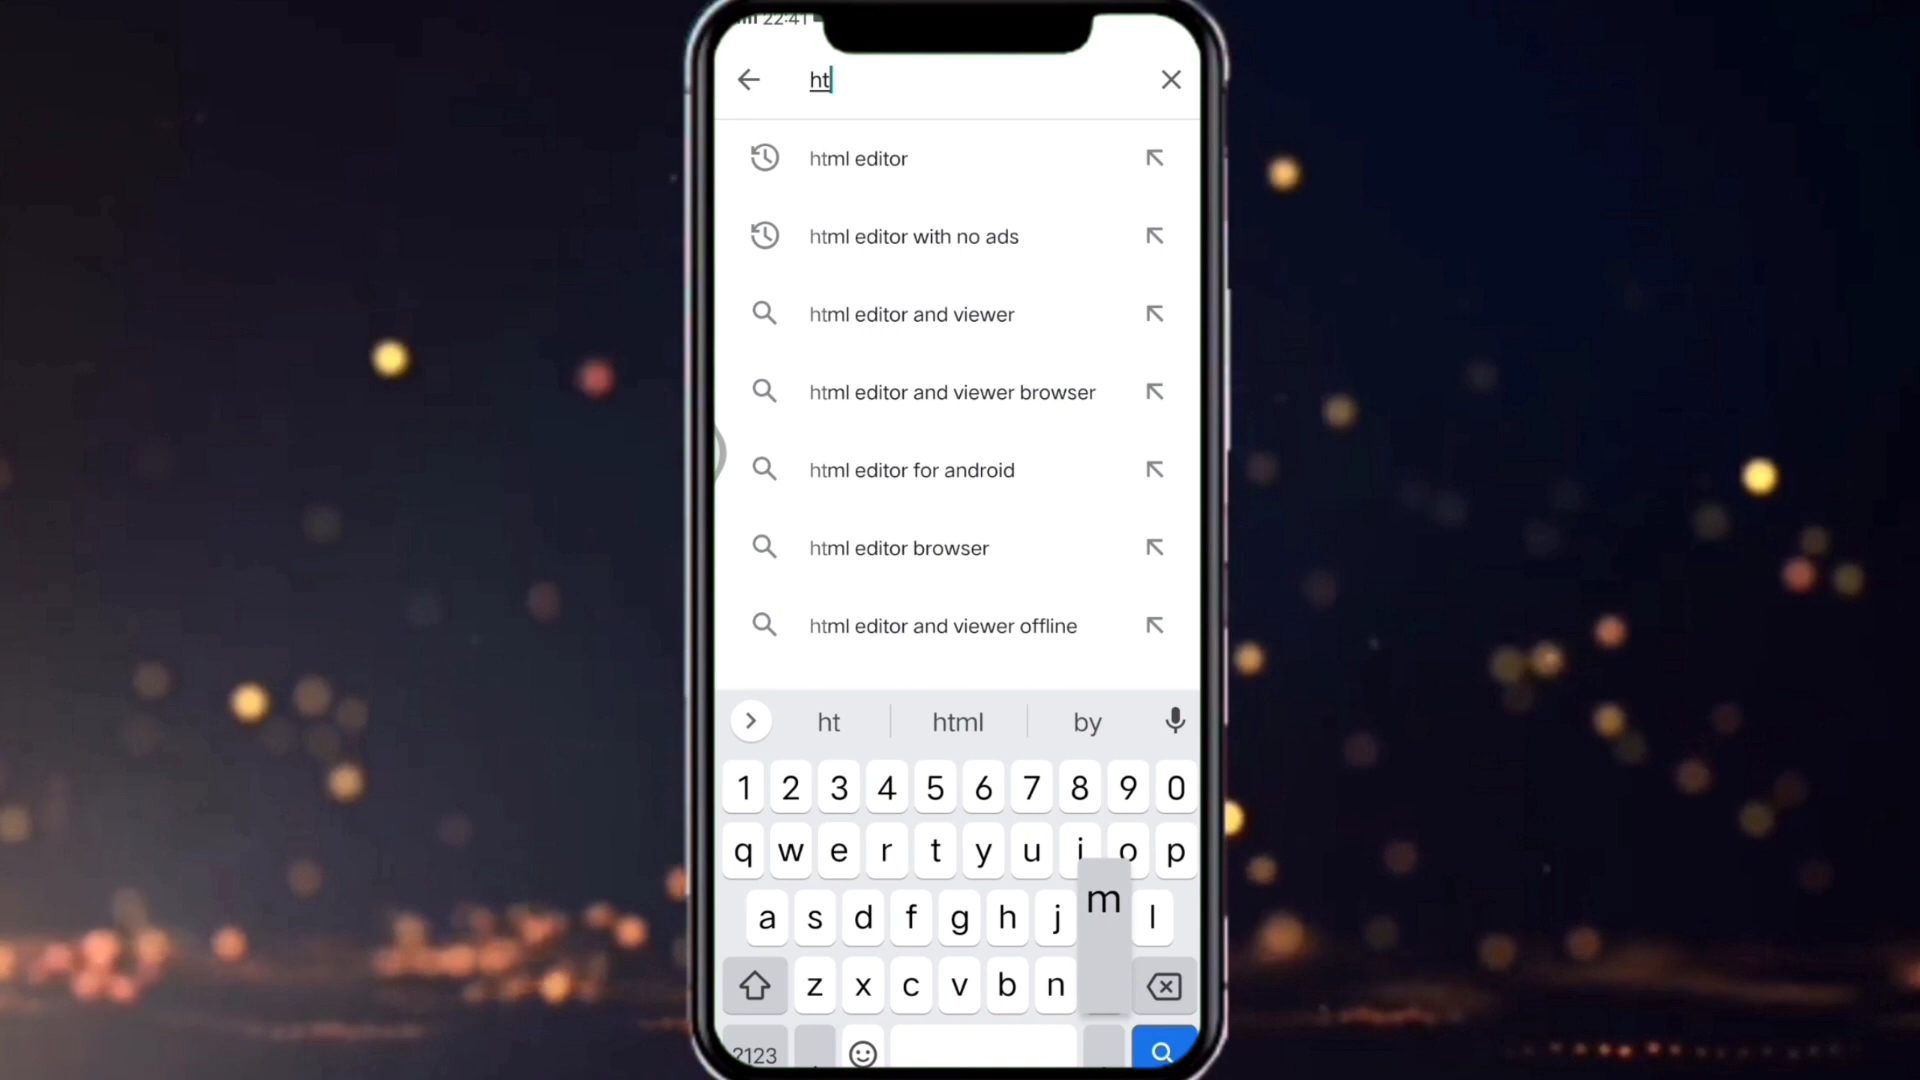 22:41
ht
html editor
html editor with no ads
html editor and viewer
html editor and viewer browser
html editor for android
html editor browser
html editor and viewer offline
ht html by
1 2 3 4 5 6 7 8 9 0
q w e r t y u i o p
a s d f g h j m l
z x c v b n
?123